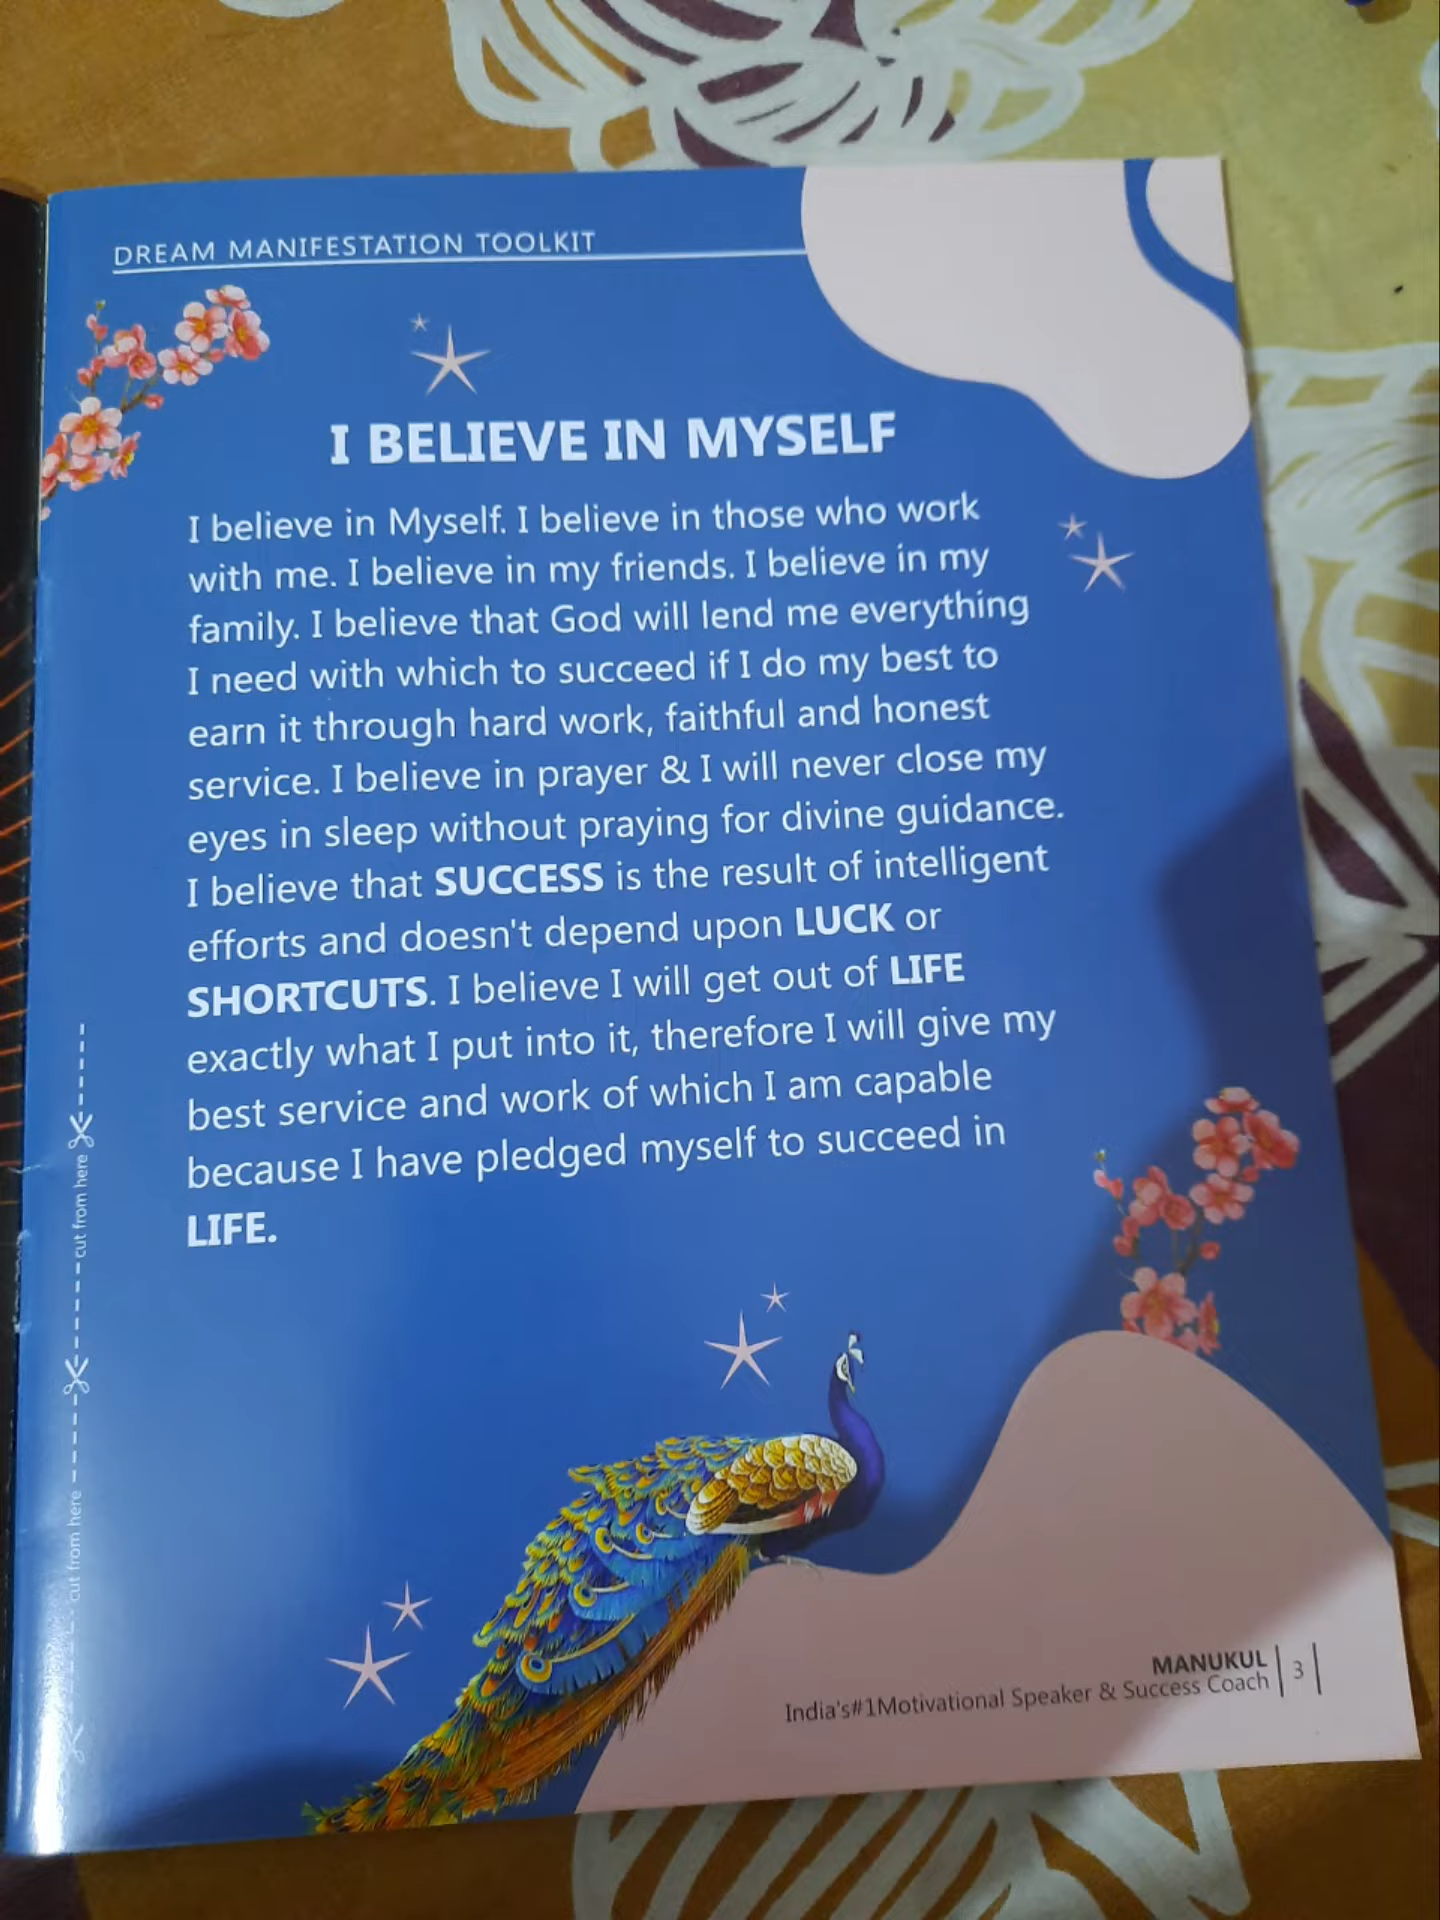 DREAM MANIFESTATION TOOLKIT
I BELIEVE IN MYSELF
I believe in Myself. I believe in those who work
with me. I believe in my friends. I believe in my
family. I believe that God will lend me everything
I need with which to succeed if I do my best to
earn it through hard work, faithful and honest
service. I believe in prayer & I will never close my
eyes in sleep without praying for divine guidance.
I believe that SUCCESS is the result of intelligent
efforts and doesn't depend upon LUCK or
SHORTCUTS. I believe I will get out of LIFE
exactly what I put into it, therefore I will give my
best service and work of which I am capable
because I have pledged myself to succeed in
LIFE.
cut from here
cut from here
MANUKUL
India's#1Motivational Speaker & Success Coach
3